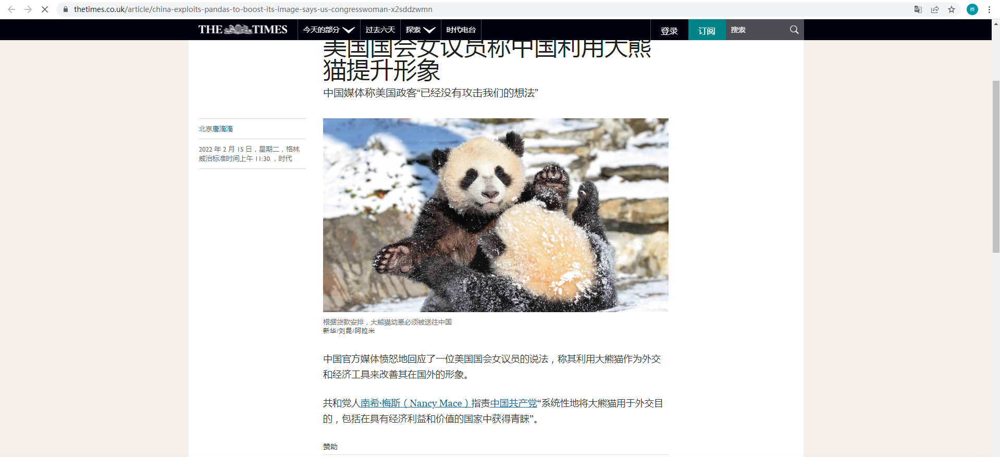 thetimes.co.uk/article/china-exploits-pandas-to-boost-its-image-says-us-congresswoman-x2sddzwmn
桦
THE TIMES
今天的部分
过去六天
探索
时代电台
登录
订阅
搜索
美国国会女议员称中国利用大熊
猫提升形象
中国媒体称美国政客“已经没有攻击我们的想法”
北京唐滴滴
2022 年 2 月 15 日，星期二，格林
威治标准时间上午 11:30 ，时代
根据贷款安排，大熊猫幼崽必须被送往中国
新华/刘昆/阿拉米
中国官方媒体愤怒地回应了一位美国国会女议员的说法，称其利用大熊猫作为外交
和经济工具来改善其在国外的形象。
共和党人南希·梅斯（Nancy Mace）指责中国共产党“系统性地将大熊猫用于外交目
的，包括在具有经济利益和价值的国家中获得青睐”。
赞助